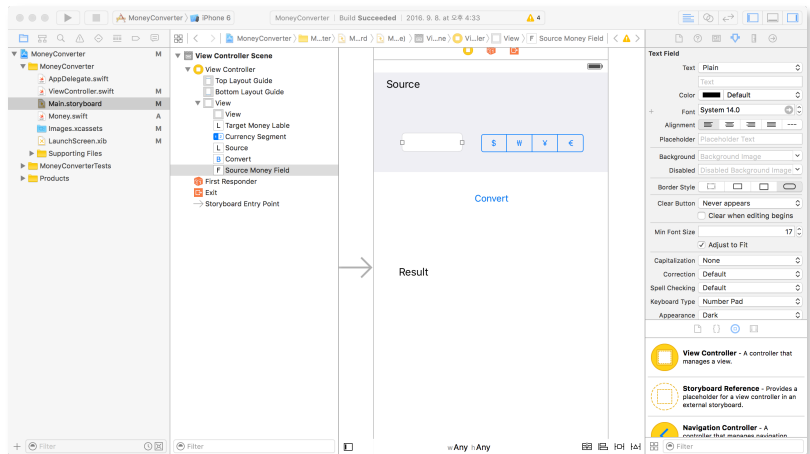 MoneyConverter 〉 iPhone 6
MoneyConverter | Build Succeeded | 2016. 9. 8. at 오후 4:33
4
MoneyConverter 〉 M...ter 〉 M...rd 〉 M...e) 〉 Vi...ne 〉 Vi...ler 〉 View 〉 F Source Money Field
MoneyConverter M
MoneyConverter
AppDelegate.swift
ViewController.swift M
Main.storyboard M
Money.swift A
Images.xcassets M
LaunchScreen.xib M
Supporting Files
MoneyConverterTests
Products
Filter
View Controller Scene
View Controller
Top Layout Guide
Bottom Layout Guide
View
View
L Target Money Lable
Currency Segment
L Source
B Convert
F Source Money Field
First Responder
Exit
Storyboard Entry Point
Filter
Source
$ ₩ ¥ €
Convert
Result
wAny hAny
Text Field
Text Plain
Text
Color Default
+ Font System 14.0
Alignment
Placeholder Placeholder Text
Background Background Image
Disabled Disabled Background Image
Border Style
Clear Button Never appears
Clear when editing begins
Min Font Size 17
Adjust to Fit
Capitalization None
Correction Default
Spell Checking Default
Keyboard Type Number Pad
Appearance Dark
View Controller - A controller that
manages a view.
Storyboard Reference - Provides a
placeholder for a view controller in an
external storyboard.
Navigation Controller - A
controller that manages navigation
Filter